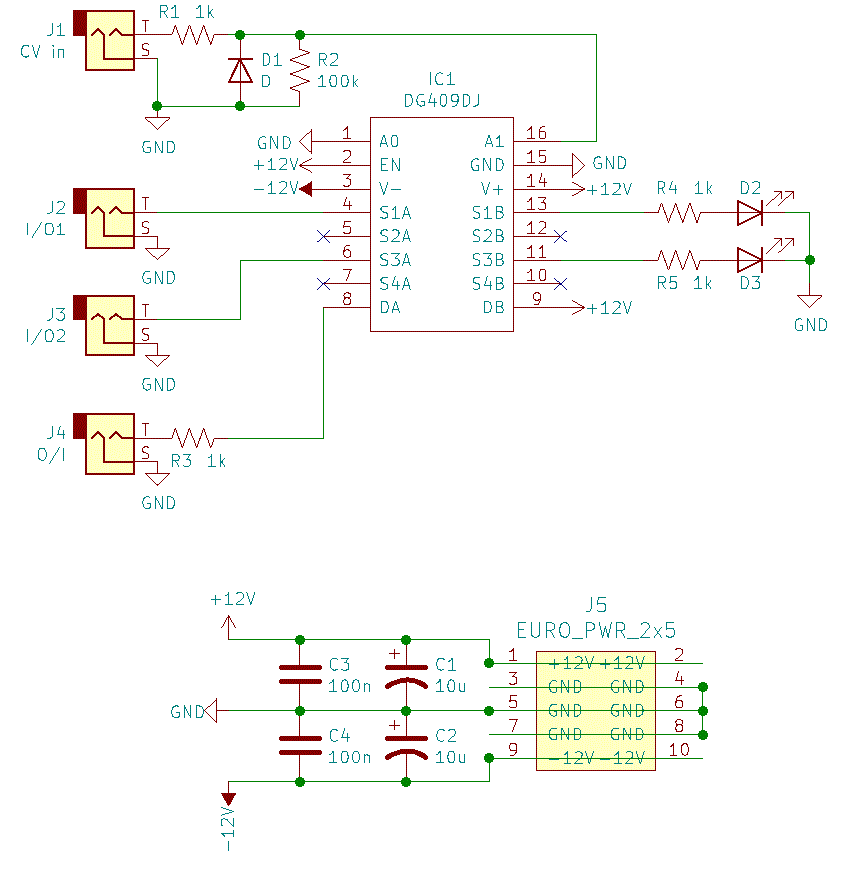 J1
CV in
T
S
R1 1k
D1
D
R2
100k
GND
IC1
DG409DJ
GND 1 A0
+12V 2 EN
-12V 3 V-
4 S1A
5 S2A
6 S3A
7 S4A
8 DA
A1 16
GND 15 GND
V+ 14 +12V
S1B 13
S2B 12
S3B 11
S4B 10
DB 9 +12V
R4 1k D2
R5 1k D3
GND
J2
I/O1
T
S
GND
J3
I/O2
T
S
GND
J4
O/I
T
S
R3 1k
GND
+12V
C3
100n
C1
+
10u
GND
C4
100n
C2
+
10u
-12V
J5
EURO_PWR_2x5
1 +12V +12V 2
3 GND GND 4
5 GND GND 6
7 GND GND 8
9 -12V -12V 10